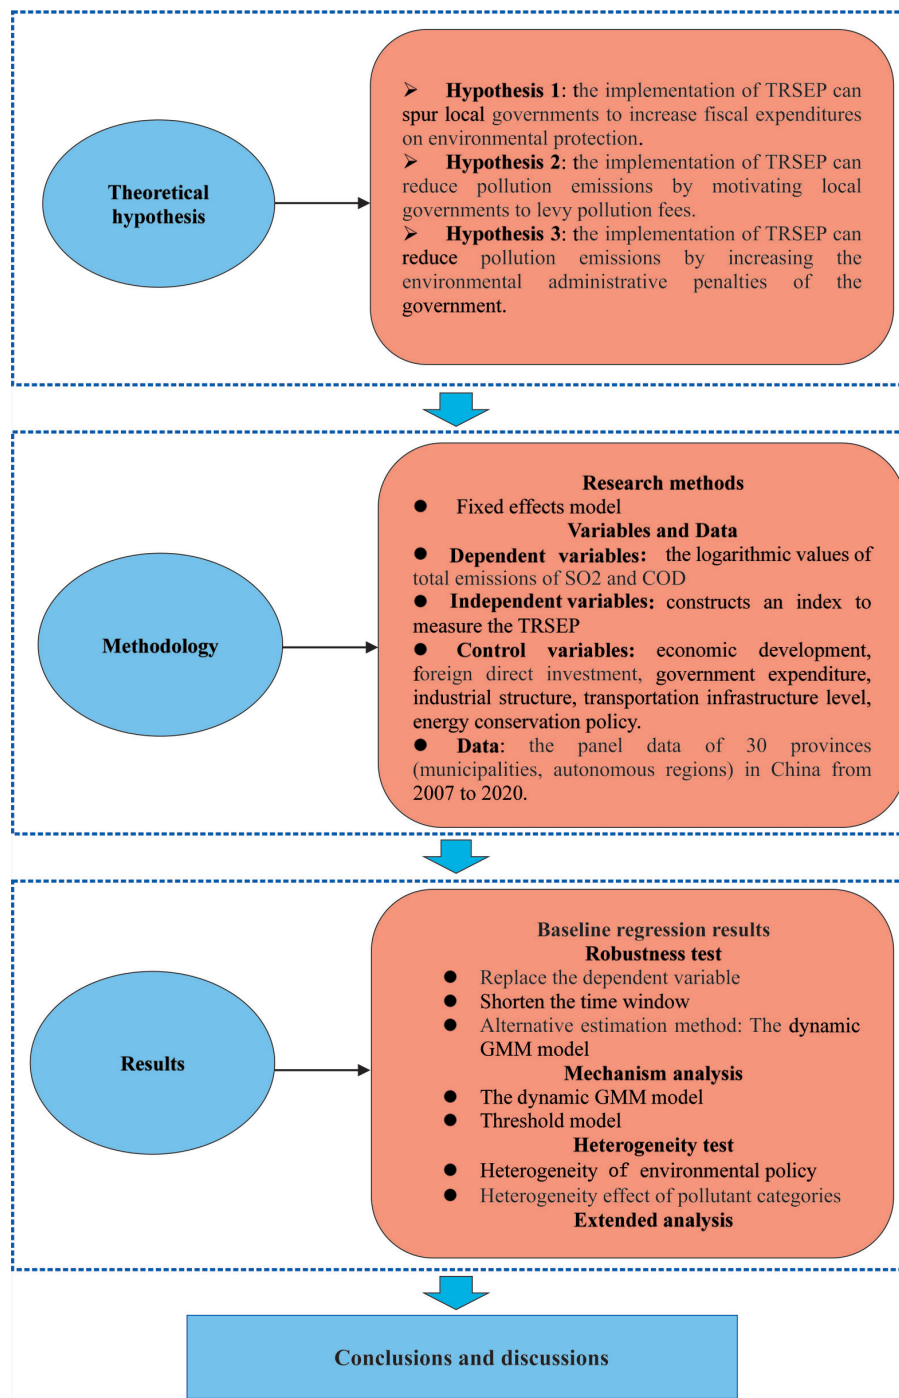 Theoretical
hypothesis
➢ Hypothesis 1: the implementation of TRSEP can
spur local governments to increase fiscal expenditures
on environmental protection.
➢ Hypothesis 2: the implementation of TRSEP can
reduce pollution emissions by motivating local
governments to levy pollution fees.
➢ Hypothesis 3: the implementation of TRSEP can
reduce pollution emissions by increasing the
environmental administrative penalties of the
government.
Methodology
Research methods
● Fixed effects model
Variables and Data
● Dependent variables: the logarithmic values of
total emissions of SO2 and COD
● Independent variables: constructs an index to
measure the TRSEP
● Control variables: economic development,
foreign direct investment, government expenditure,
industrial structure, transportation infrastructure level,
energy conservation policy.
● Data: the panel data of 30 provinces
(municipalities, autonomous regions) in China from
2007 to 2020.
Results
Baseline regression results
Robustness test
● Replace the dependent variable
● Shorten the time window
● Alternative estimation method: The dynamic
GMM model
Mechanism analysis
● The dynamic GMM model
● Threshold model
Heterogeneity test
● Heterogeneity of environmental policy
● Heterogeneity effect of pollutant categories
Extended analysis
Conclusions and discussions